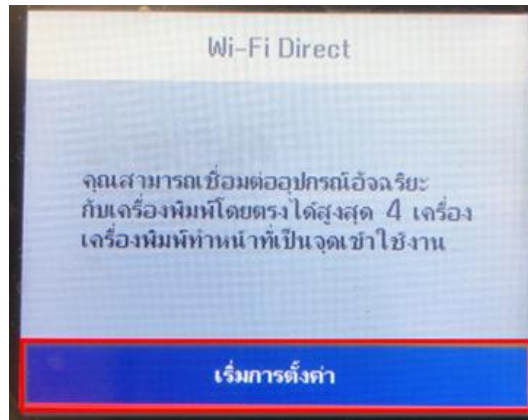 Wi-Fi Direct
คุณสามารถเชื่อมต่ออุปกรณ์อัจฉริยะ
กับเครื่องพิมพ์โดยตรงได้สูงสุด 4 เครื่อง
เครื่องพิมพ์ทำหน้าที่เป็นจุดเข้าใช้งาน
เริ่มการตั้งค่า